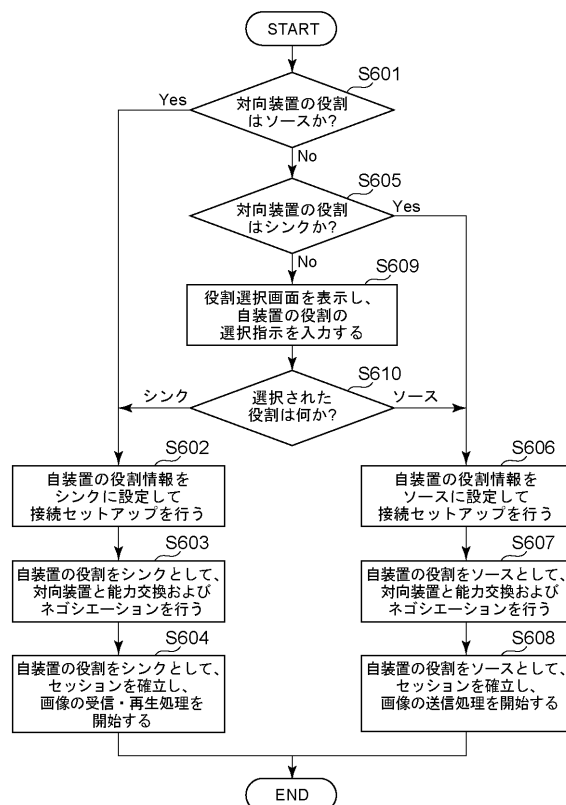 START
S601
対向装置の役割
はソースか?
Yes
No
S605
対向装置の役割
はシンクか?
Yes
No
S609
役割選択画面を表示し、
自装置の役割の
選択指示を入力する
S610
選択された
役割は何か?
シンク
ソース
S602
自装置の役割情報を
シンクに設定して
接続セットアップを行う
S606
自装置の役割情報を
ソースに設定して
接続セットアップを行う
S603
自装置の役割をシンクとして、
対向装置と能力交換および
ネゴシエーションを行う
S607
自装置の役割をソースとして、
対向装置と能力交換および
ネゴシエーションを行う
S604
自装置の役割をシンクとして、
セッションを確立し、
画像の受信・再生処理を
開始する
S608
自装置の役割をソースとして、
セッションを確立し、
画像の送信処理を開始する
END